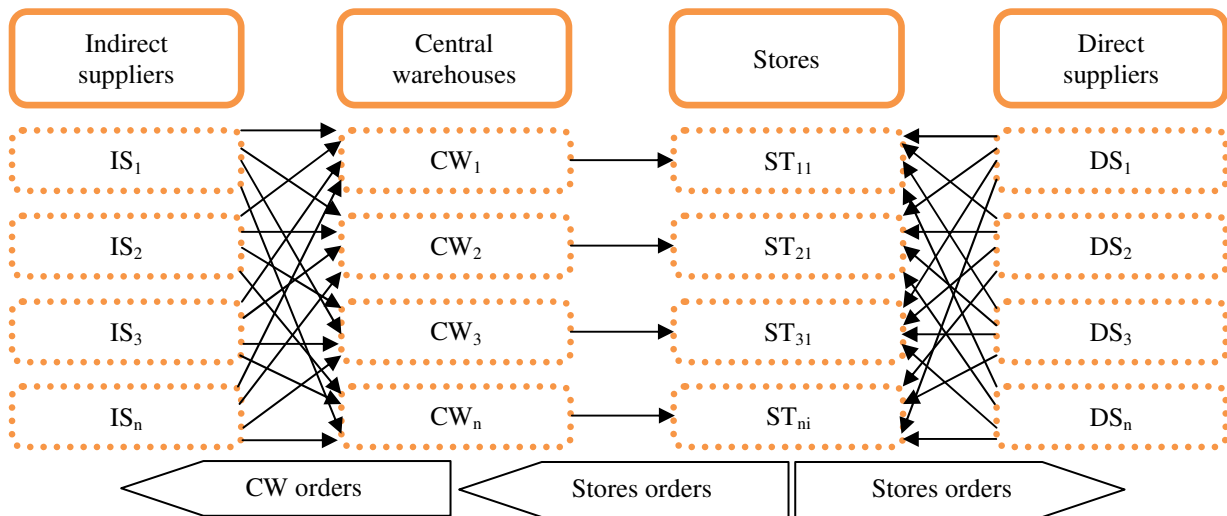 Indirect
suppliers
Central
warehouses
Stores
Direct
suppliers
IS₁
CW₁
ST₁₁
DS₁
IS₂
CW₂
ST₂₁
DS₂
IS₃
CW₃
ST₃₁
DS₃
ISₙ
CWₙ
STₙᵢ
DSₙ
CW orders
Stores orders
Stores orders